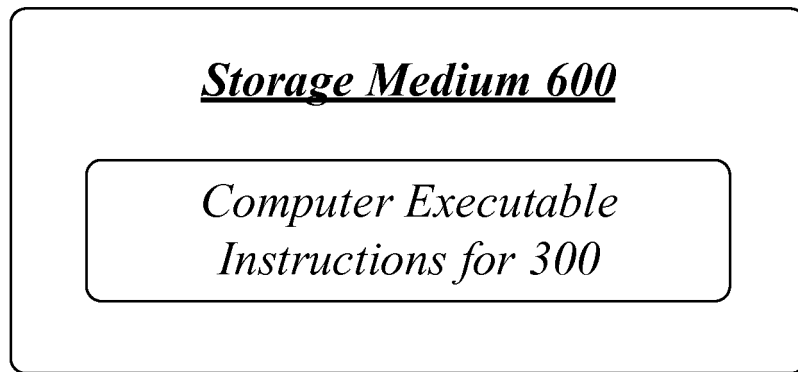 Storage Medium 600
Computer Executable
Instructions for 300